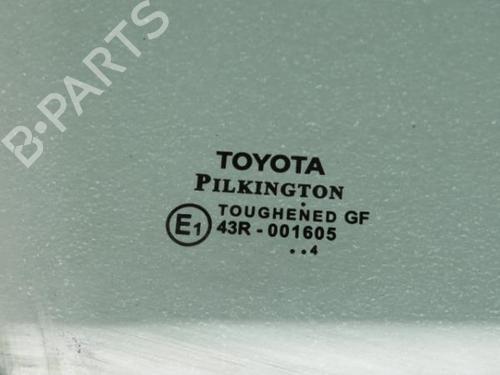 B-PARTS
TOYOTA
PILKINGTON
TOUGHENED GF
E1 43R - 001605
..4